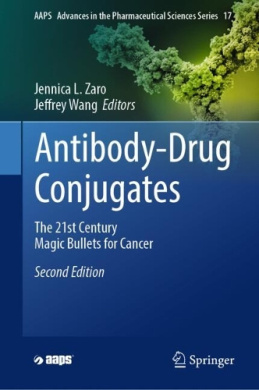 AAPS Advances in the Pharmaceutical Sciences Series 17
Jennica L. Zaro
Jeffrey Wang Editors
Antibody-Drug
Conjugates
The 21st Century
Magic Bullets for Cancer
Second Edition
aaps
Springer